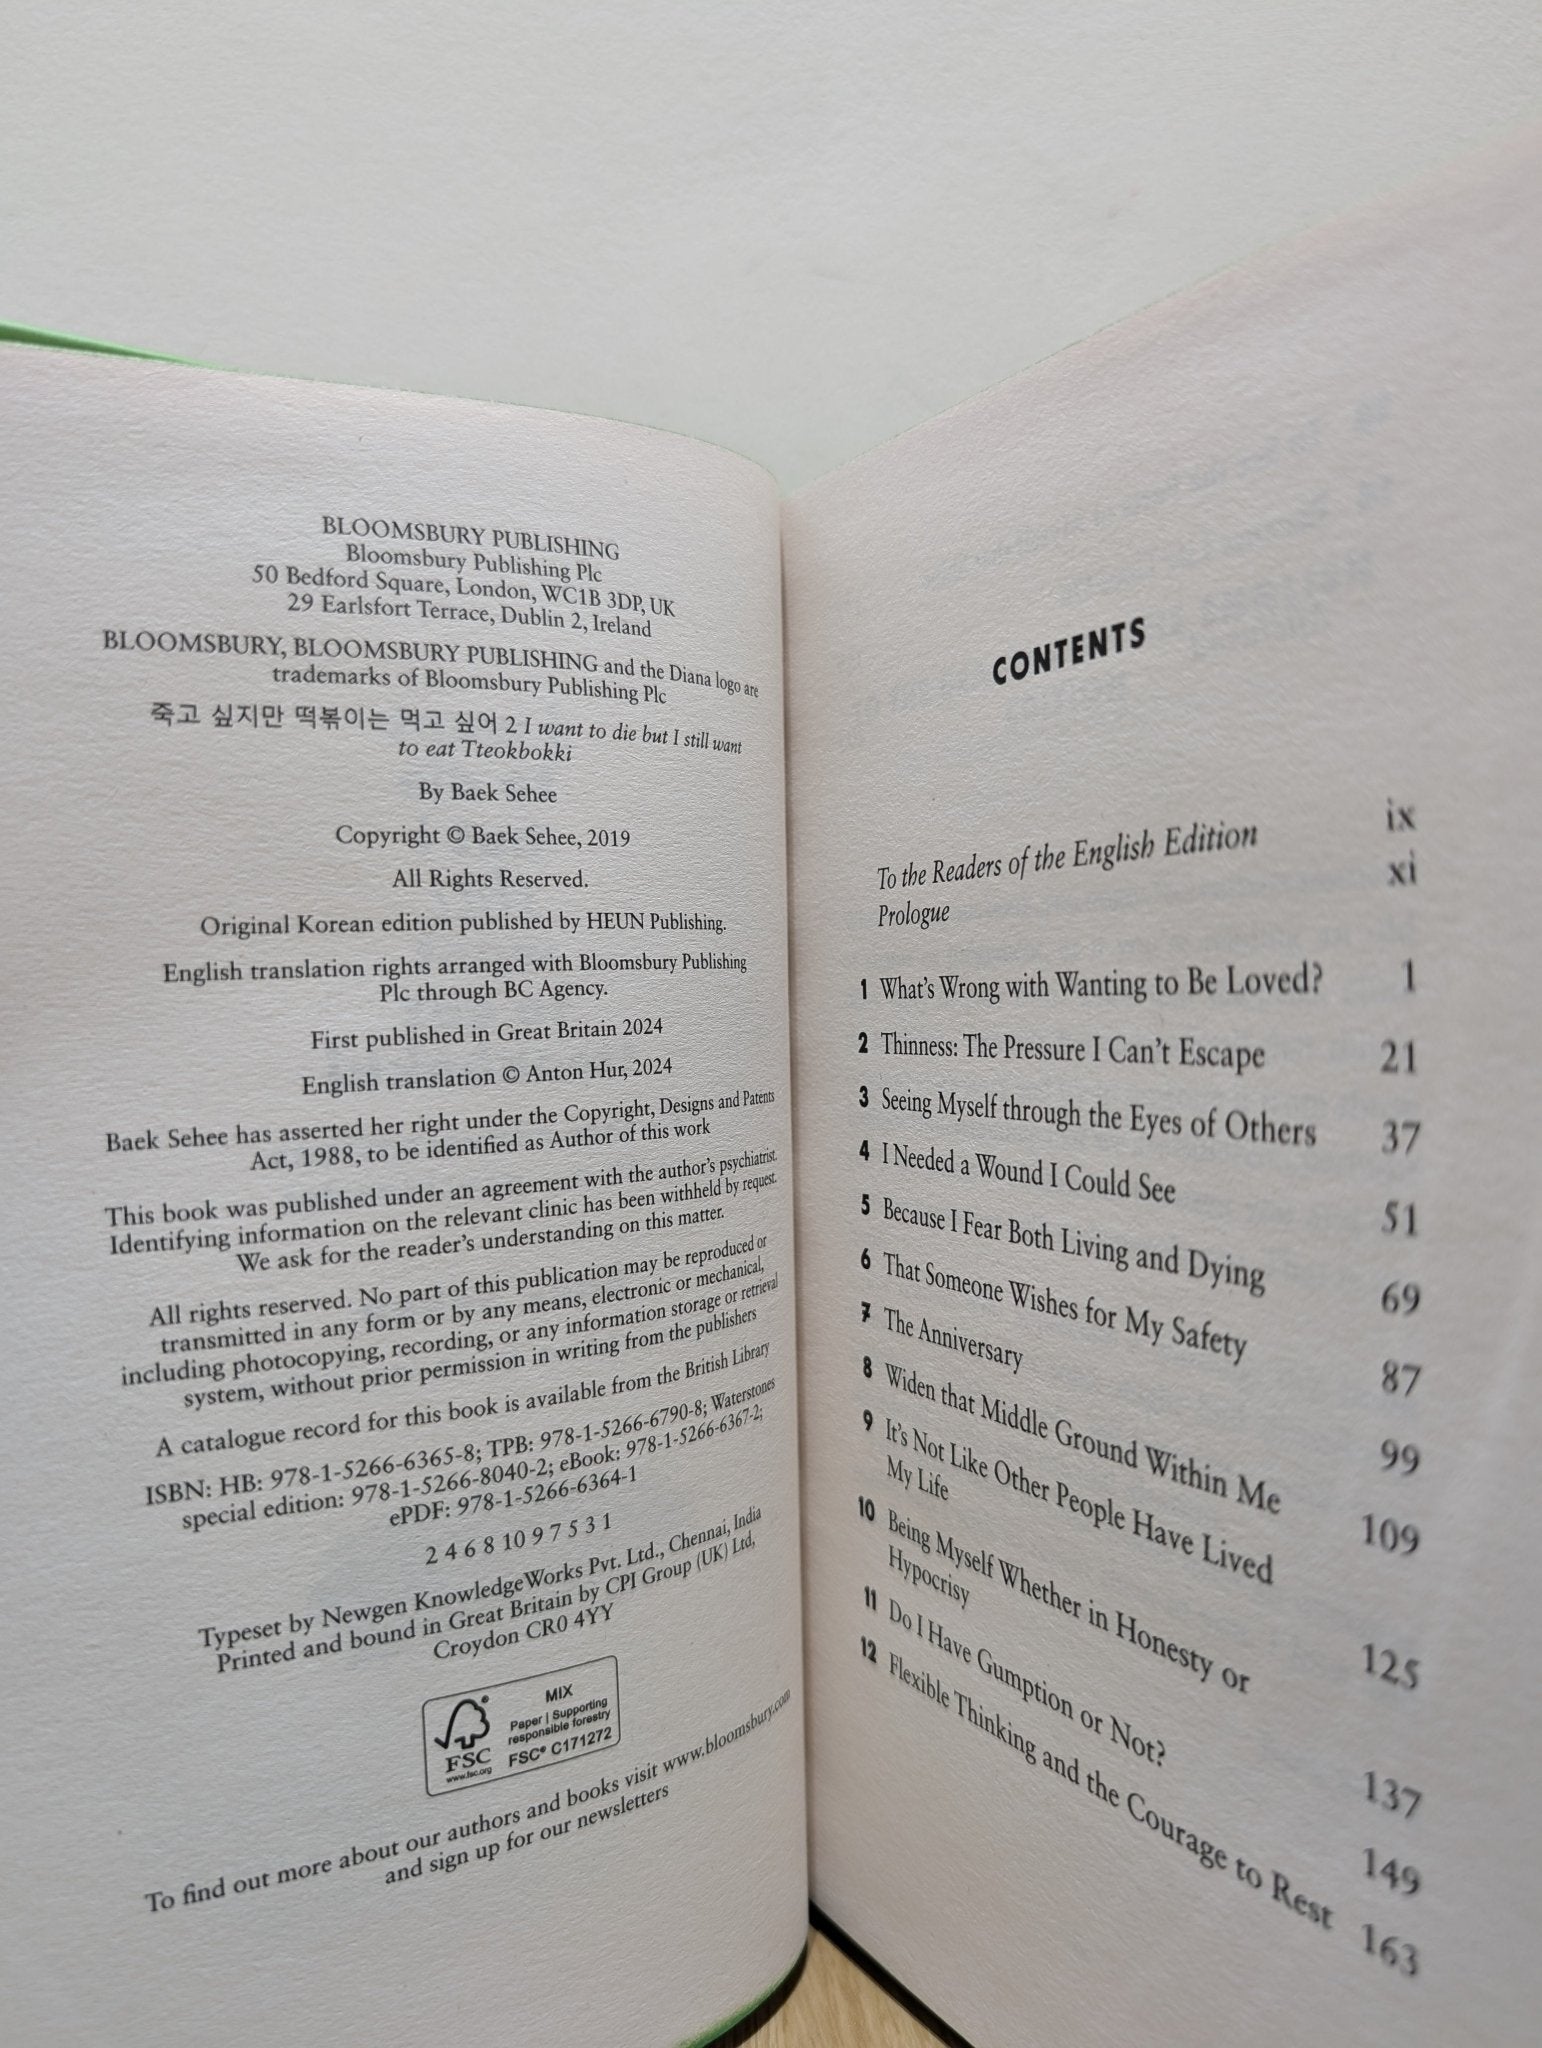 BLOOMSBURY PUBLISHING
Bloomsbury Publishing Plc
50 Bedford Square, London, WC1B 3DP, UK
29 Earlsfort Terrace, Dublin 2, Ireland
BLOOMSBURY, BLOOMSBURY PUBLISHING and the Diana logo are
trademarks of Bloomsbury Publishing Plc
죽고 싶지만 떡볶이는 먹고 싶어 2 I want to die but I still want
to eat Tteokbokki
By Baek Sehee
Copyright © Baek Sehee, 2019
All Rights Reserved.
Original Korean edition published by HEUN Publishing.
English translation rights arranged with Bloomsbury Publishing
Plc through BC Agency.
First published in Great Britain 2024
English translation © Anton Hur, 2024
Baek Sehee has asserted her right under the Copyright, Designs and Patents
Act, 1988, to be identified as Author of this work
This book was published under an agreement with the author's psychiatrist.
Identifying information on the relevant clinic has been withheld by request.
We ask for the reader's understanding on this matter.
All rights reserved. No part of this publication may be reproduced or
transmitted in any form or by any means, electronic or mechanical,
including photocopying, recording, or any information storage or retrieval
system, without prior permission in writing from the publishers
A catalogue record for this book is available from the British Library
ISBN: HB: 978-1-5266-6365-8; TPB: 978-1-5266-6790-8; Waterstones
special edition: 978-1-5266-8040-2; eBook: 978-1-5266-6367-2;
ePDF: 978-1-5266-6364-1
2 4 6 8 10 9 7 5 3 1
Typeset by Newgen KnowledgeWorks Pvt. Ltd., Chennai, India
Printed and bound in Great Britain by CPI Group (UK) Ltd,
Croydon CR0 4YY
FSC
www.fsc.org
MIX
Paper | Supporting
responsible forestry
FSC® C171272
To find out more about our authors and books visit www.bloomsbury.com
and sign up for our newsletters
CONTENTS
To the Readers of the English Edition ix
Prologue xi
1 What's Wrong with Wanting to Be Loved? 1
2 Thinness: The Pressure I Can't Escape 21
3 Seeing Myself through the Eyes of Others 37
4 I Needed a Wound I Could See 51
5 Because I Fear Both Living and Dying 69
6 That Someone Wishes for My Safety 87
7 The Anniversary 99
8 Widen that Middle Ground Within Me 109
9 It's Not Like Other People Have Lived
My Life 125
10 Being Myself Whether in Honesty or
Hypocrisy 137
11 Do I Have Gumption or Not? 149
12 Flexible Thinking and the Courage to Rest 163